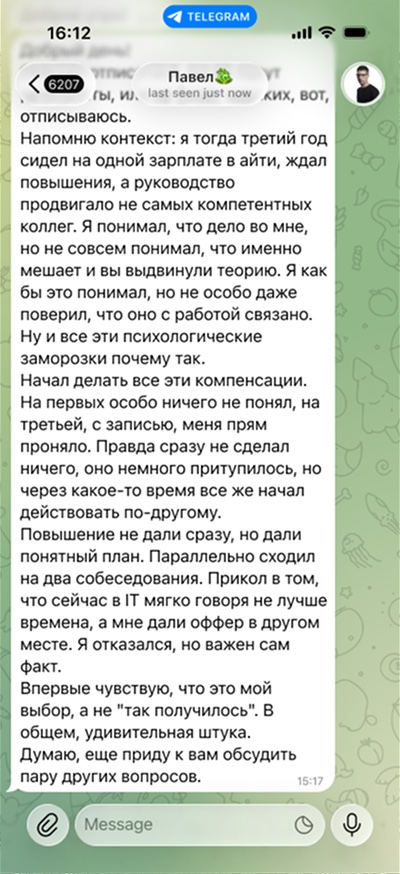 TELEGRAM
16:12
Добрый день!
6207
Павел
last seen just now
отписываюсь.
Напомню контекст: я тогда третий год
сидел на одной зарплате в айти, ждал
повышения, а руководство
продвигало не самых компетентных
коллег. Я понимал, что дело во мне,
но не совсем понимал, что именно
мешает и вы выдвинули теорию. Я как
бы это понимал, но не особо даже
поверил, что оно с работой связано.
Ну и все эти психологические
заморозки почему так.
Начал делать все эти компенсации.
На первых особо ничего не понял, на
третьей, с записью, меня прям
проняло. Правда сразу не сделал
ничего, оно немного притупилось, но
через какое-то время все же начал
действовать по-другому.
Повышение не дали сразу, но дали
понятный план. Параллельно сходил
на два собеседования. Прикол в том,
что сейчас в IT мягко говоря не лучше
времена, а мне дали оффер в другом
месте. Я отказался, но важен сам
факт.
Впервые чувствую, что это мой
выбор, а не "так получилось". В
общем, удивительная штука.
Думаю, еще приду к вам обсудить
пару других вопросов.
15:17
Message